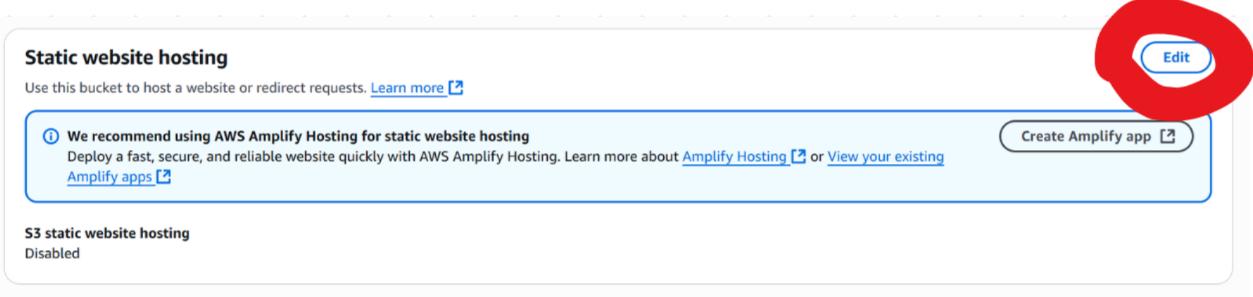 Static website hosting
Edit
Use this bucket to host a website or redirect requests. Learn more
We recommend using AWS Amplify Hosting for static website hosting
Create Amplify app
Deploy a fast, secure, and reliable website quickly with AWS Amplify Hosting. Learn more about Amplify Hosting or View your existing
Amplify apps
S3 static website hosting
Disabled